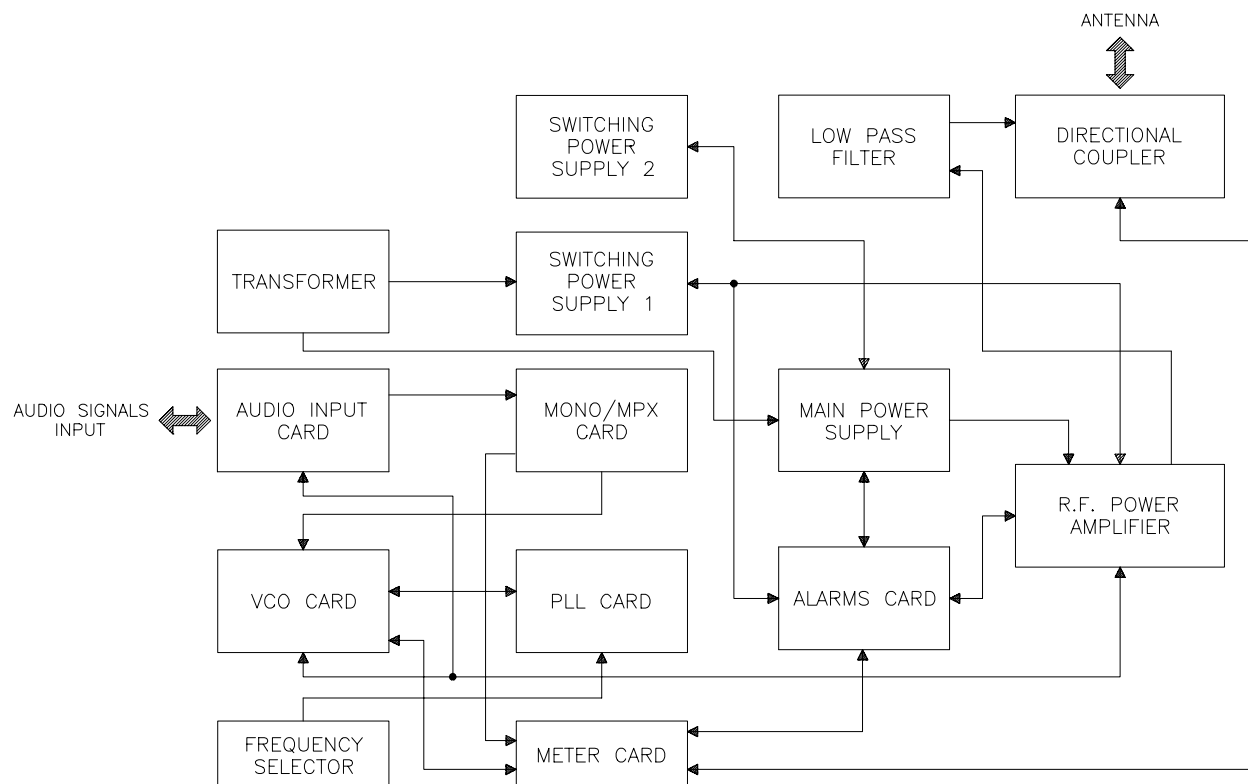 ANTENNA
SWITCHING
POWER
SUPPLY 2
LOW PASS
FILTER
DIRECTIONAL
COUPLER
TRANSFORMER
SWITCHING
POWER
SUPPLY 1
AUDIO SIGNALS
INPUT
AUDIO INPUT
CARD
MONO/MPX
CARD
MAIN POWER
SUPPLY
R.F. POWER
AMPLIFIER
VCO CARD
PLL CARD
ALARMS CARD
FREQUENCY
SELECTOR
METER CARD